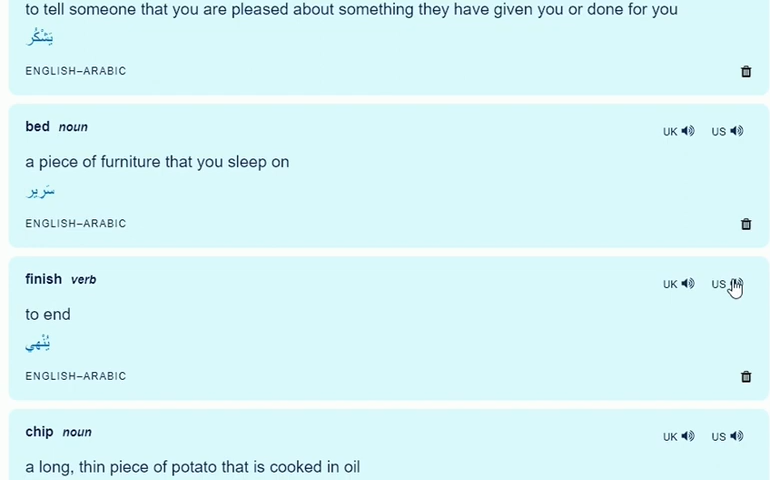 to tell someone that you are pleased about something they have given you or done for you
يَشْكُر
ENGLISH–ARABIC
bed noun UK US
a piece of furniture that you sleep on
سَرير
ENGLISH–ARABIC
finish verb UK US
to end
يُنْهي
ENGLISH–ARABIC
chip noun UK US
a long, thin piece of potato that is cooked in oil